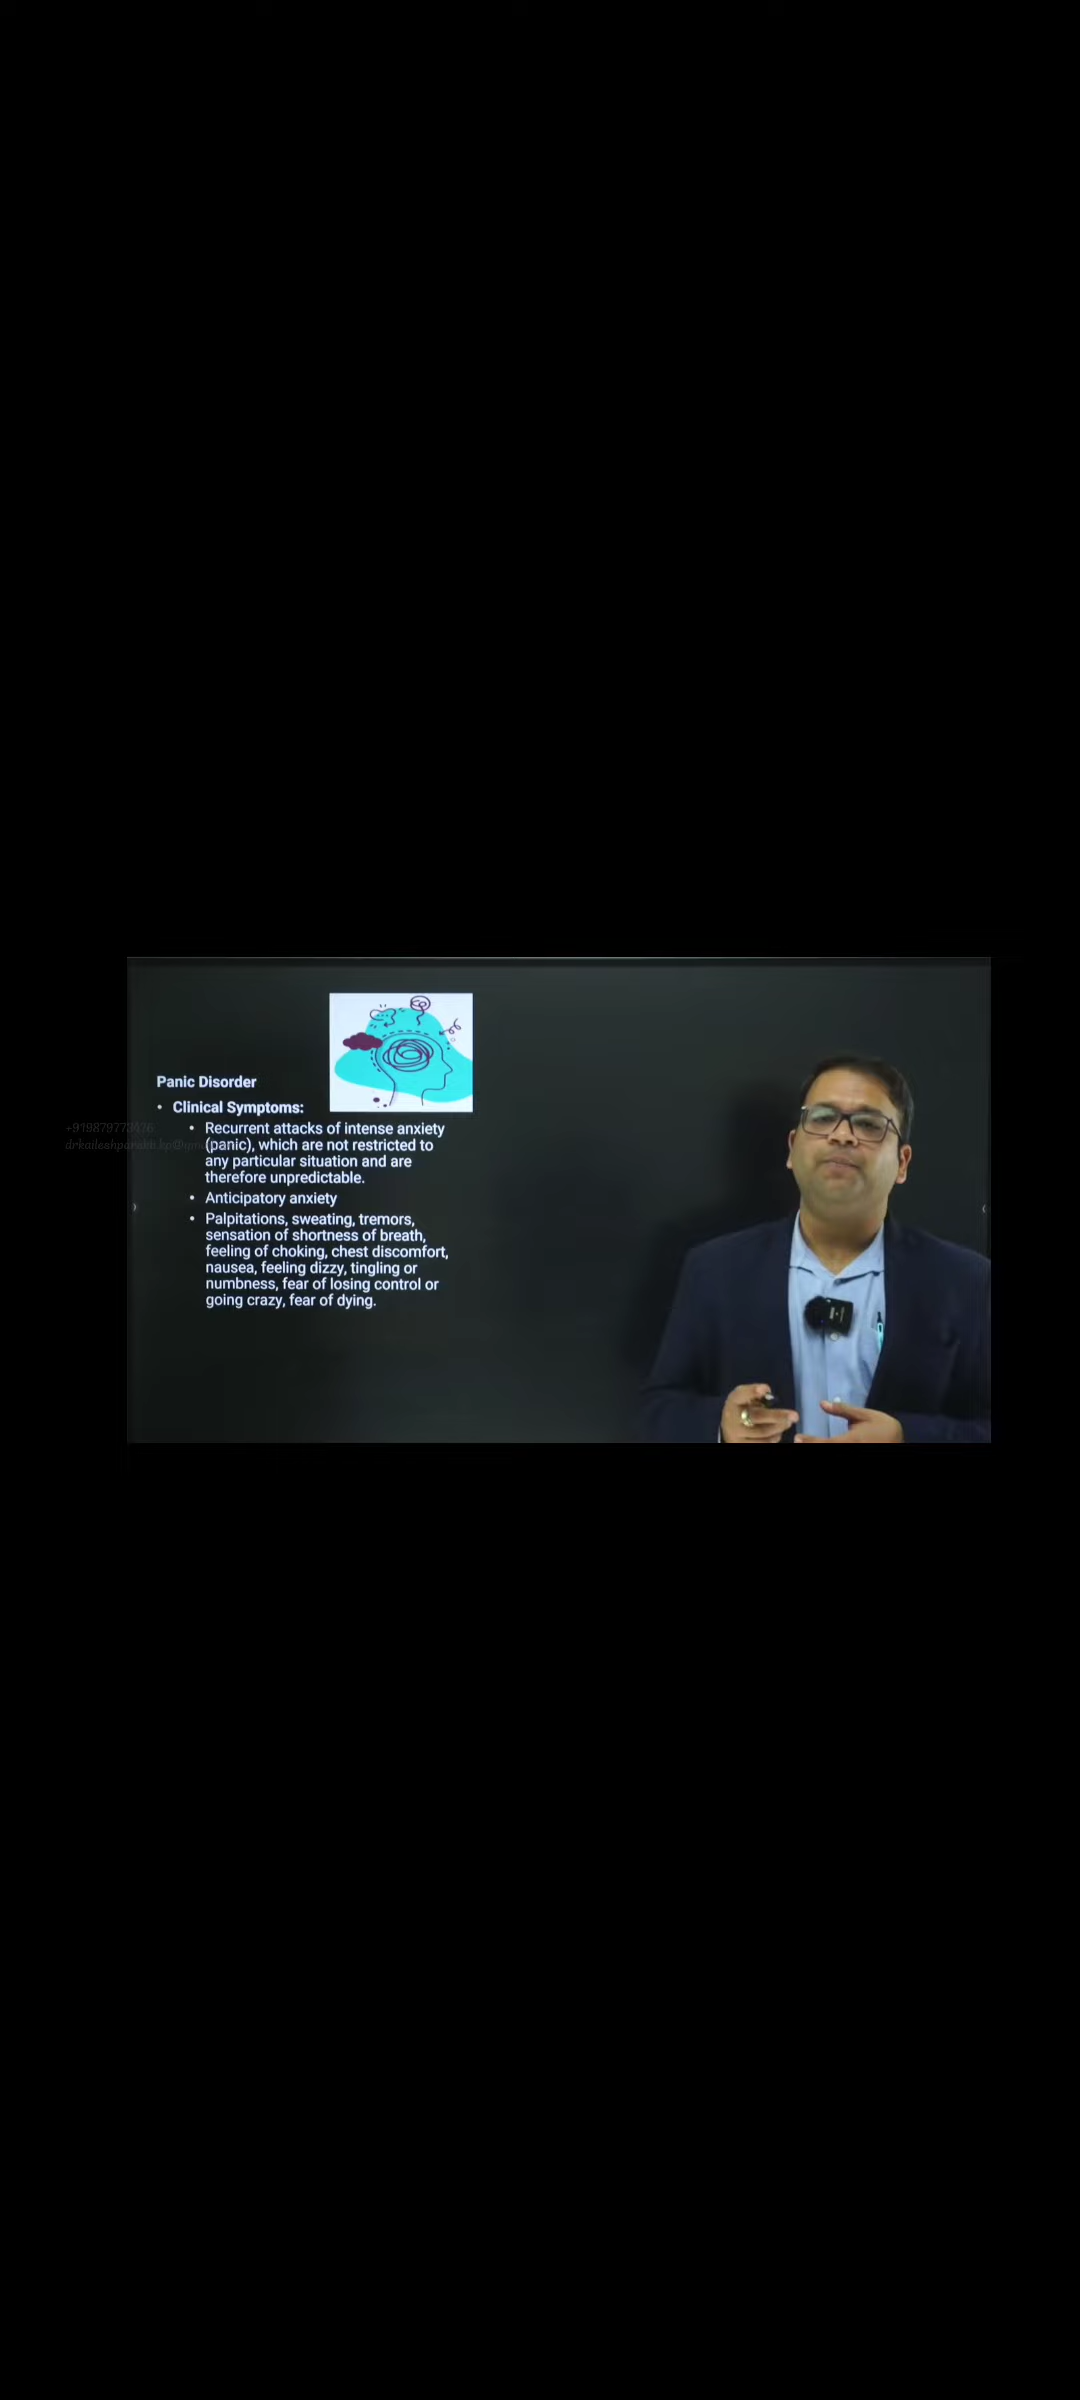 Panic Disorder
• Clinical Symptoms:
• Recurrent attacks of intense anxiety
(panic), which are not restricted to
any particular situation and are
therefore unpredictable.
• Anticipatory anxiety
• Palpitations, sweating, tremors,
sensation of shortness of breath,
feeling of choking, chest discomfort,
nausea, feeling dizzy, tingling or
numbness, fear of losing control or
going crazy, fear of dying.